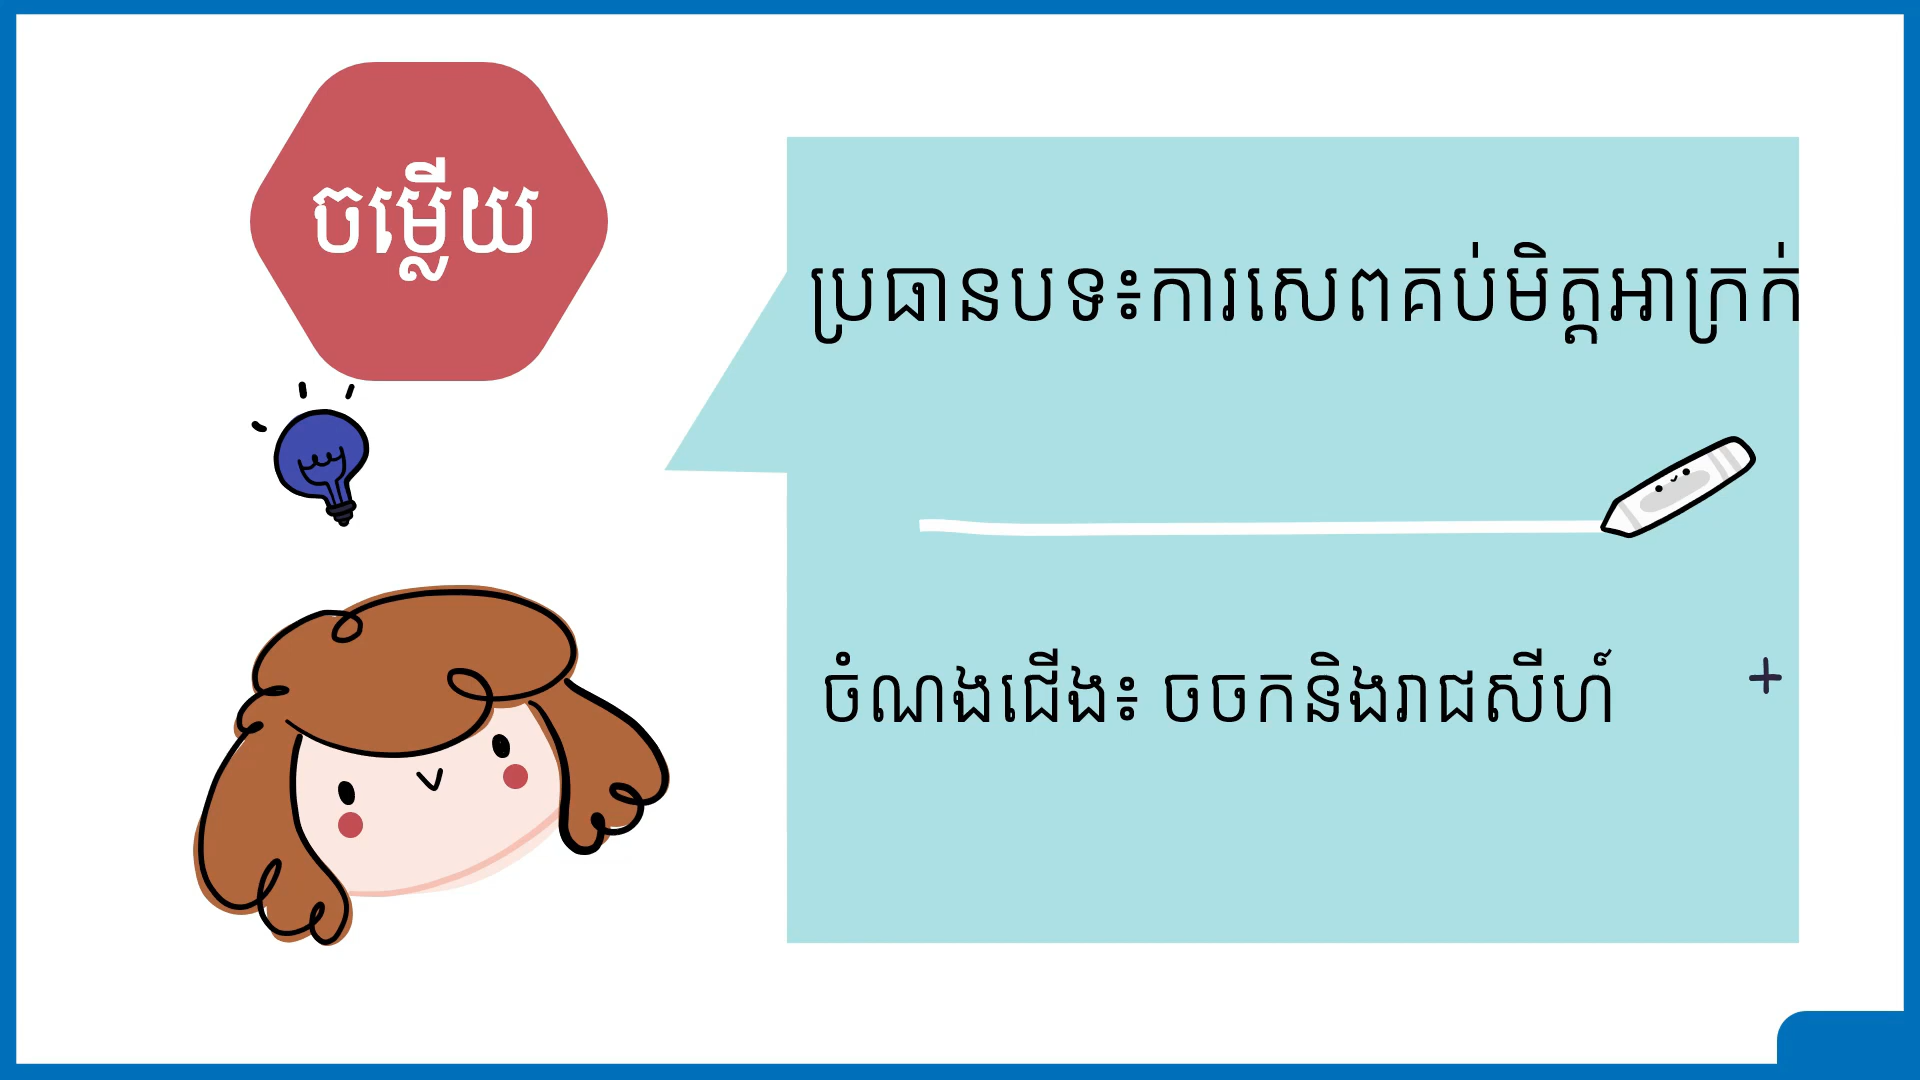 ចម្លើយ
ប្រធានបទ៖ការសេពគប់មិត្តអាក្រក់
ចំណងជើង៖ ចចកនិងរាជសីហ៍